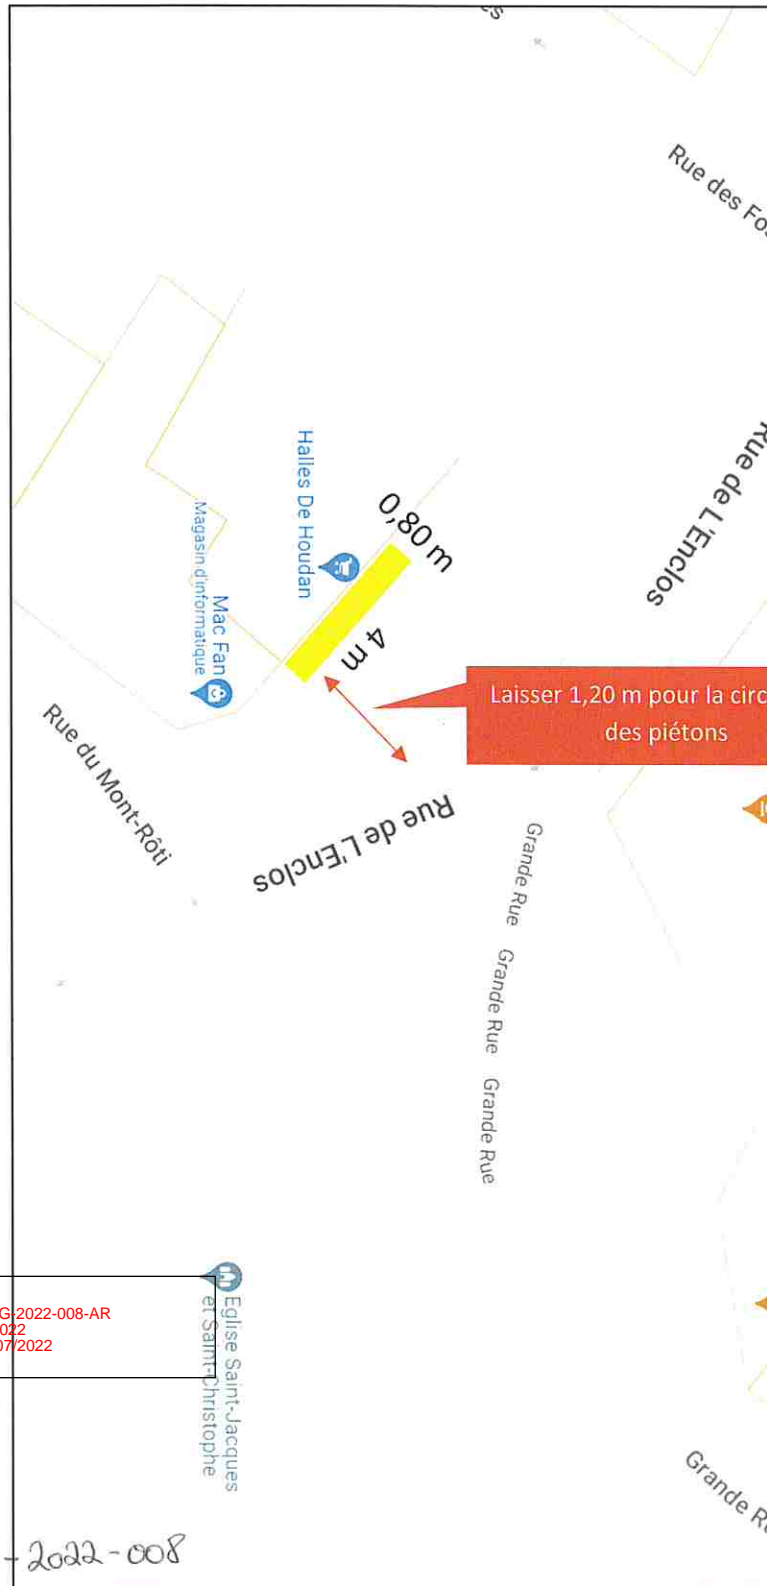 Rue des Fos
Rue de L'Enclos
Halles De Houdan
0,80 m
4 m
Mac Fan
Magasin d'informatique
Laisser 1,20 m pour la circ
des piétons
Rue du Mont-Rôti
Rue de L'Enclos
Grande Rue
Grande Rue
Grande Rue
G-2022-008-AR
022
07/2022
Eglise Saint-Jacques
et Saint-Christophe
Grande Ru
- 2022-008